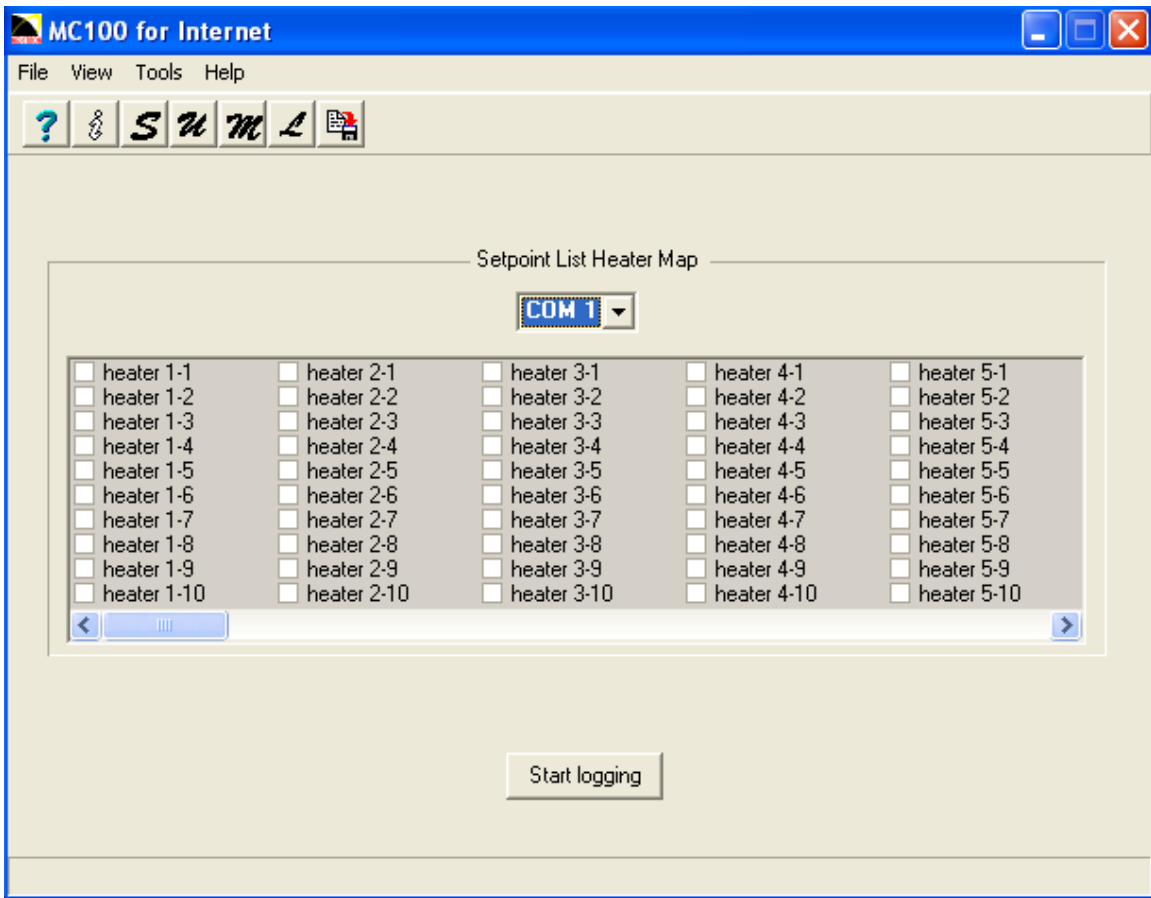 MC100 for Internet
File View Tools Help
? i S U M L
Setpoint List Heater Map
COM 1
heater 1-1 heater 2-1 heater 3-1 heater 4-1 heater 5-1
heater 1-2 heater 2-2 heater 3-2 heater 4-2 heater 5-2
heater 1-3 heater 2-3 heater 3-3 heater 4-3 heater 5-3
heater 1-4 heater 2-4 heater 3-4 heater 4-4 heater 5-4
heater 1-5 heater 2-5 heater 3-5 heater 4-5 heater 5-5
heater 1-6 heater 2-6 heater 3-6 heater 4-6 heater 5-6
heater 1-7 heater 2-7 heater 3-7 heater 4-7 heater 5-7
heater 1-8 heater 2-8 heater 3-8 heater 4-8 heater 5-8
heater 1-9 heater 2-9 heater 3-9 heater 4-9 heater 5-9
heater 1-10 heater 2-10 heater 3-10 heater 4-10 heater 5-10
Start logging